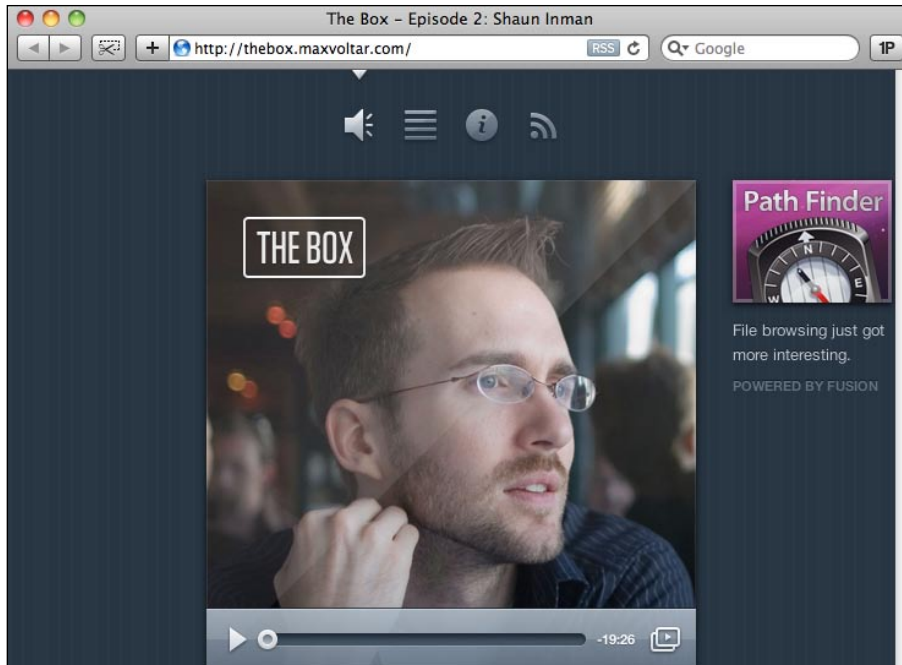 The Box – Episode 2: Shaun Inman
+ http://thebox.maxvoltar.com/ RSS Google 1P
i
THE BOX
Path Finder
N
W E
File browsing just got
more interesting.
POWERED BY FUSION
-19:26